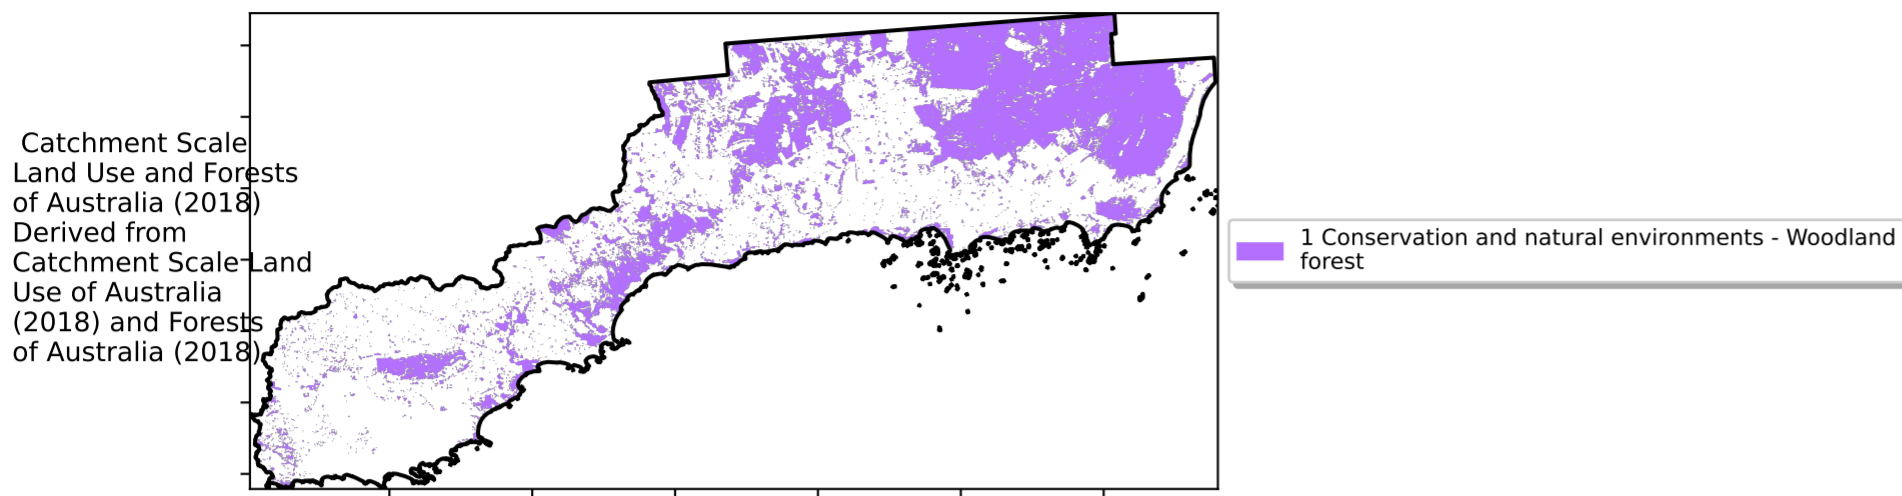 Catchment Scale
Land Use and Forests
of Australia (2018)
Derived from
Catchment Scale Land
Use of Australia
(2018) and Forests
of Australia (2018)
1 Conservation and natural environments - Woodland
forest